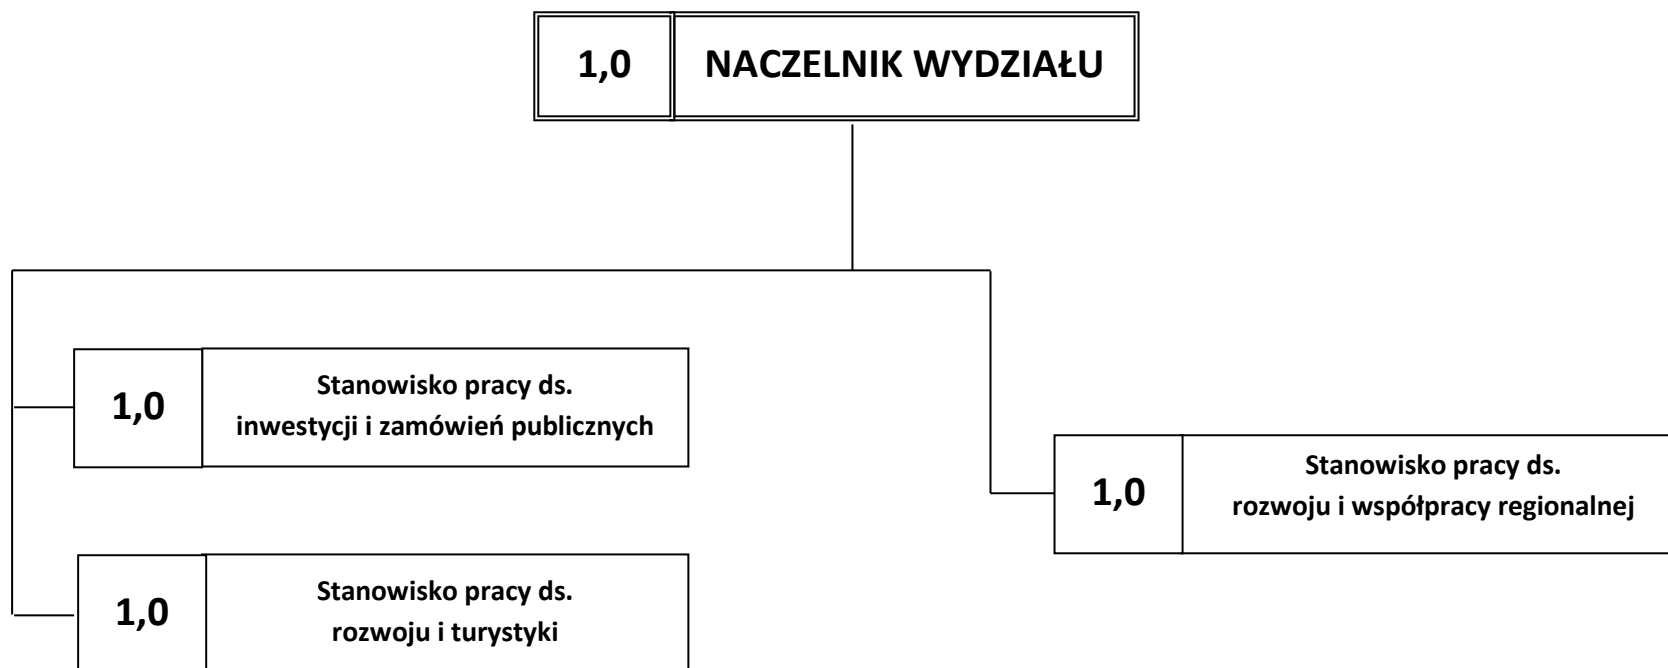 1,0 NACZELNIK WYDZIAŁU
1,0
Stanowisko pracy ds.
inwestycji i zamówień publicznych
1,0
Stanowisko pracy ds.
rozwoju i turystyki
1,0
Stanowisko pracy ds.
rozwoju i współpracy regionalnej